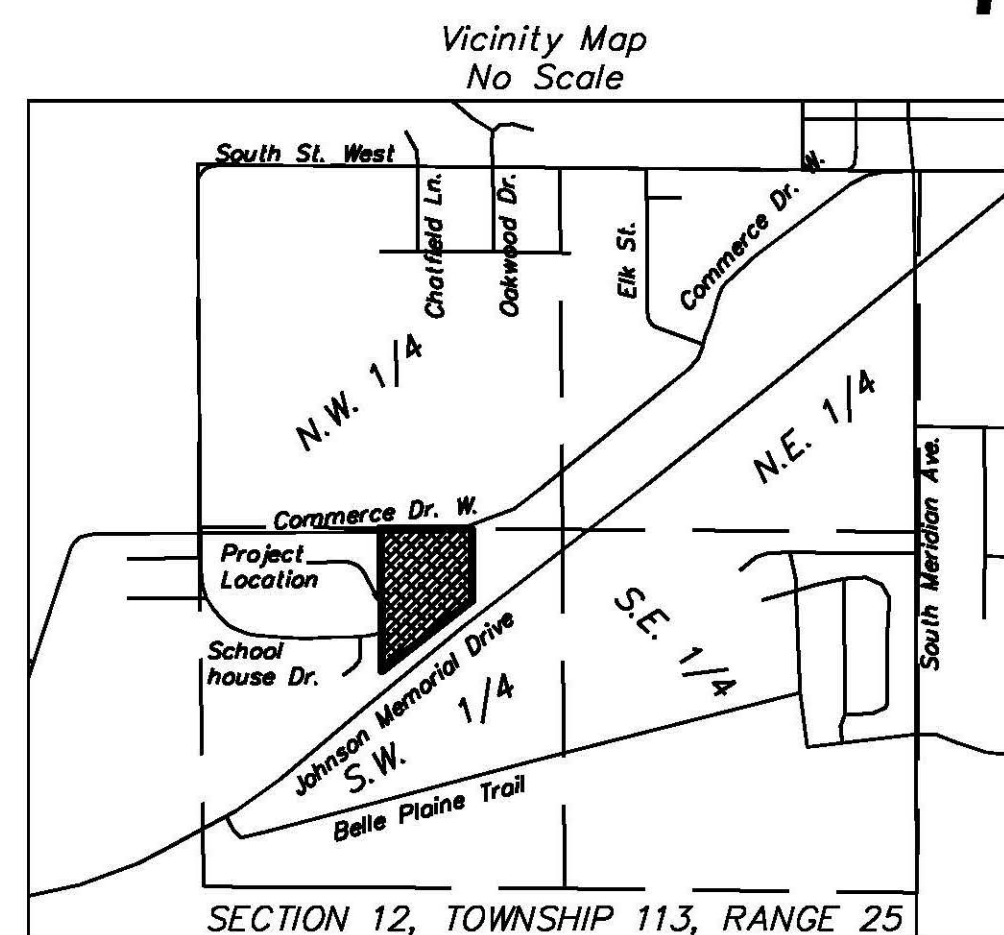 Vicinity Map
No Scale
South St. West
Chatfield Ln.
Oakwood Dr.
Elk St.
Commerce Dr. W.
N.W. 1/4
N.E. 1/4
South Meridian Ave.
Commerce Dr. W.
Project
Location
School
house Dr.
S.E. 1/4
Johnson Memorial Drive
S.W. 1/4
Belle Plaine Trail
SECTION 12, TOWNSHIP 113, RANGE 25